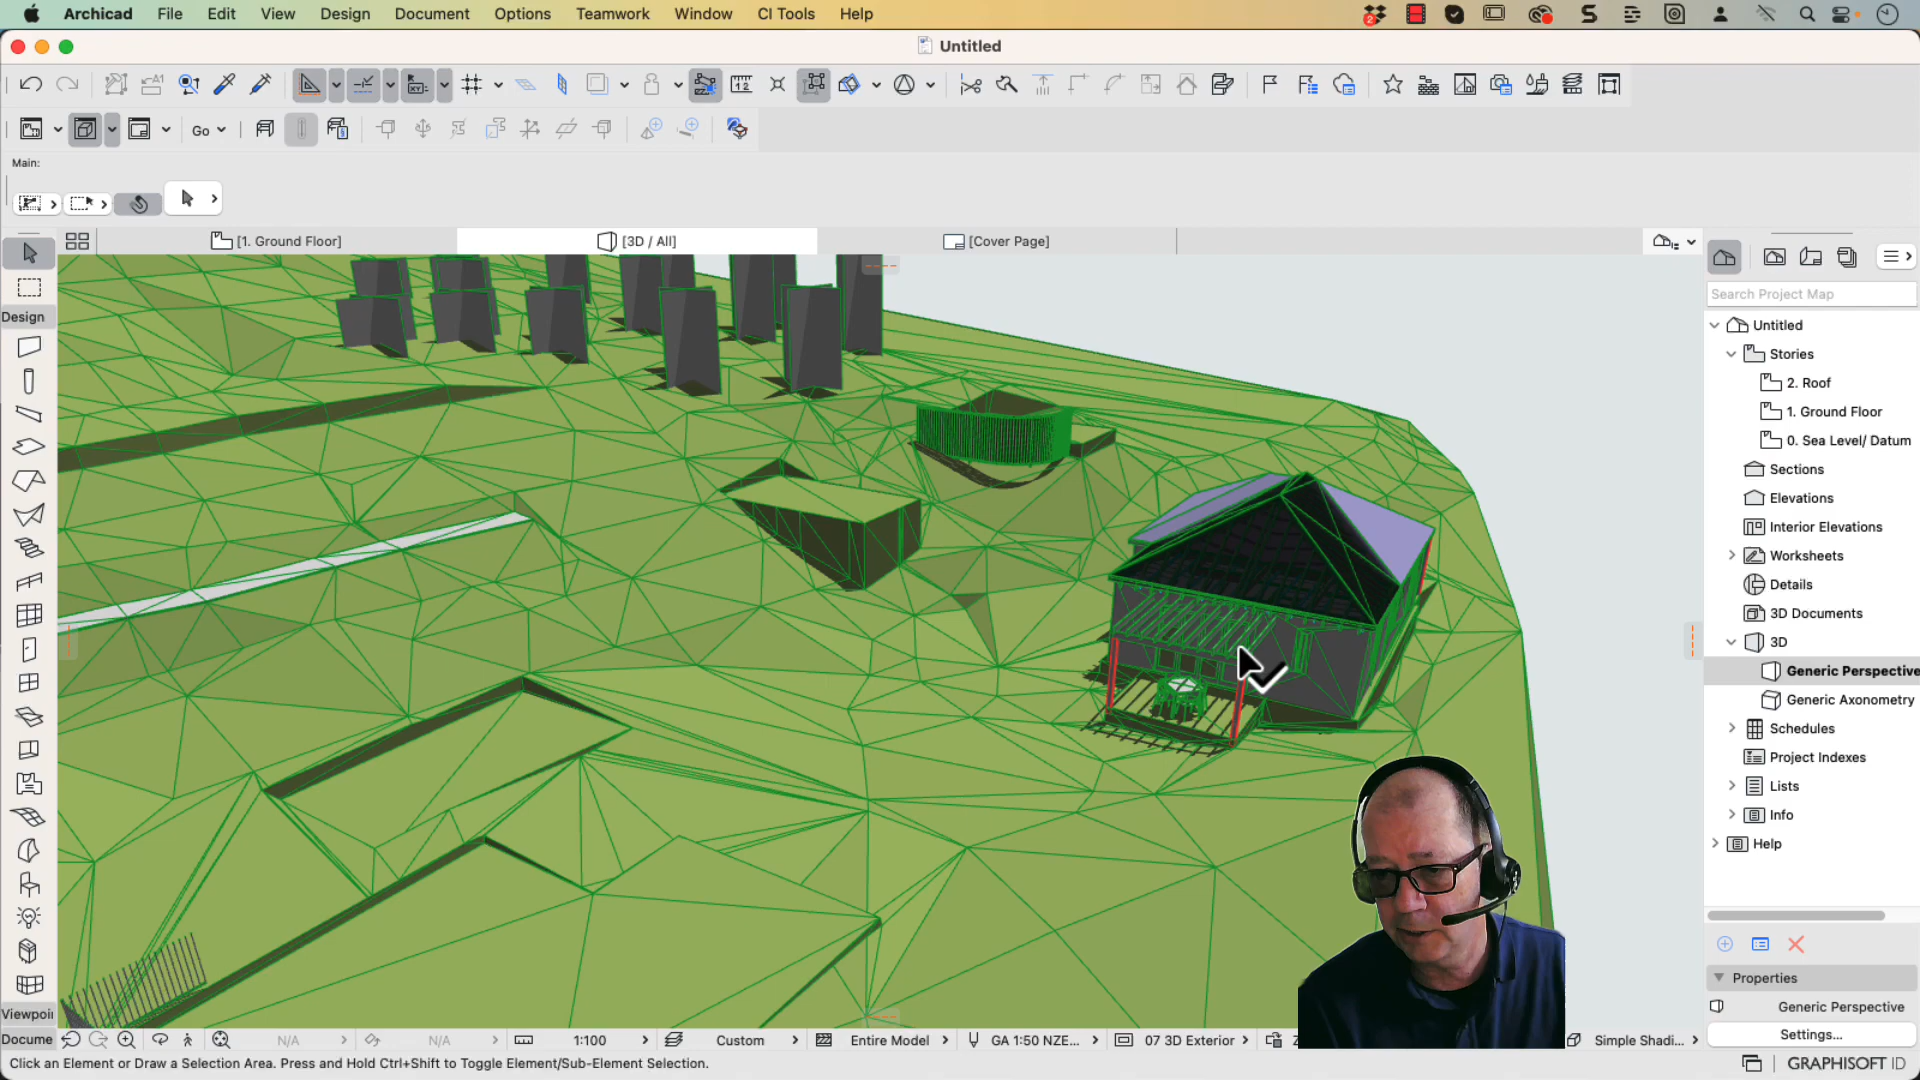 Archicad File Edit View Design Document Options Teamwork Window CI Tools Help
2
Untitled
A1
XY:
12
Go
Main:
[1. Ground Floor]
[3D / All]
[Cover Page]
Search Project Map
Design
Untitled
Stories
2. Roof
1. Ground Floor
0. Sea Level/ Datum
Sections
Elevations
Interior Elevations
Worksheets
Details
3D Documents
3D
Generic Perspective
Generic Axonometry
Schedules
Project Indexes
Lists
Info
Help
Properties
Generic Perspective
Settings...
Viewpoi
Docume
N/A
N/A
1:100
Custom
Entire Model
GA 1:50 NZE...
07 3D Exterior
Simple Shadi...
Click an Element or Draw a Selection Area. Press and Hold Ctrl+Shift to Toggle Element/Sub-Element Selection.
GRAPHISOFT ID